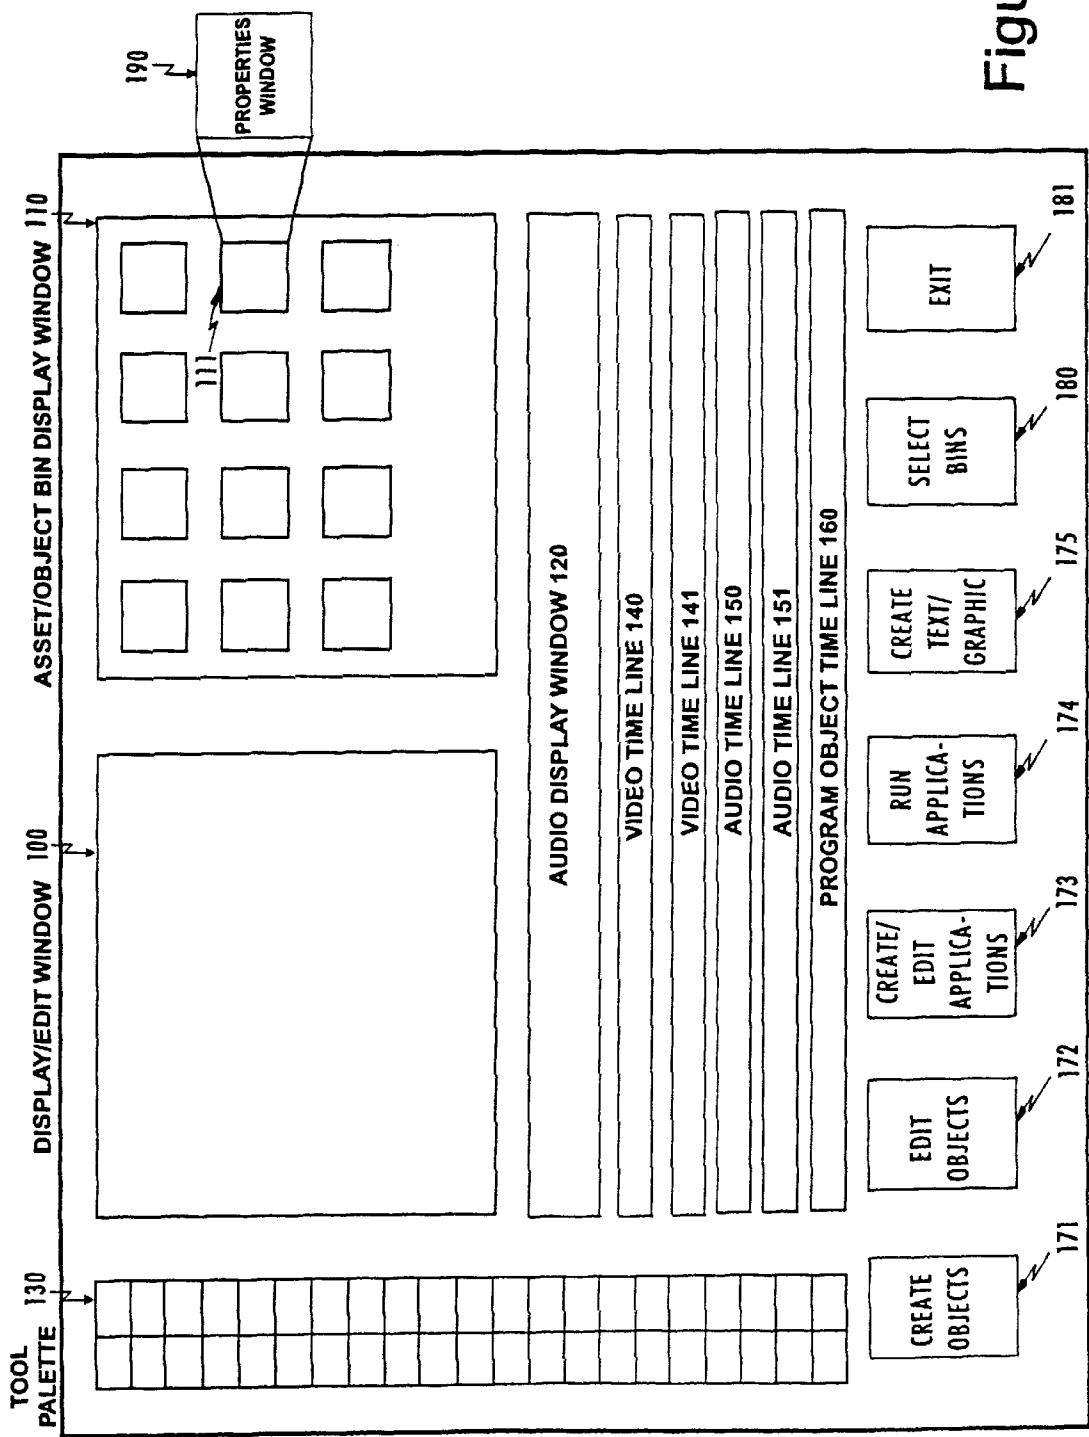 TOOL
PALETTE 130
DISPLAY/EDIT WINDOW 100
ASSET/OBJECT BIN DISPLAY WINDOW 110
190
PROPERTIES
WINDOW
111
AUDIO DISPLAY WINDOW 120
VIDEO TIME LINE 140
VIDEO TIME LINE 141
AUDIO TIME LINE 150
AUDIO TIME LINE 151
PROGRAM OBJECT TIME LINE 160
CREATE
OBJECTS
171
EDIT
OBJECTS
172
CREATE/
EDIT
APPLICA-
TIONS
173
RUN
APPLICA-
TIONS
174
CREATE
TEXT/
GRAPHIC
175
SELECT
BINS
180
EXIT
181